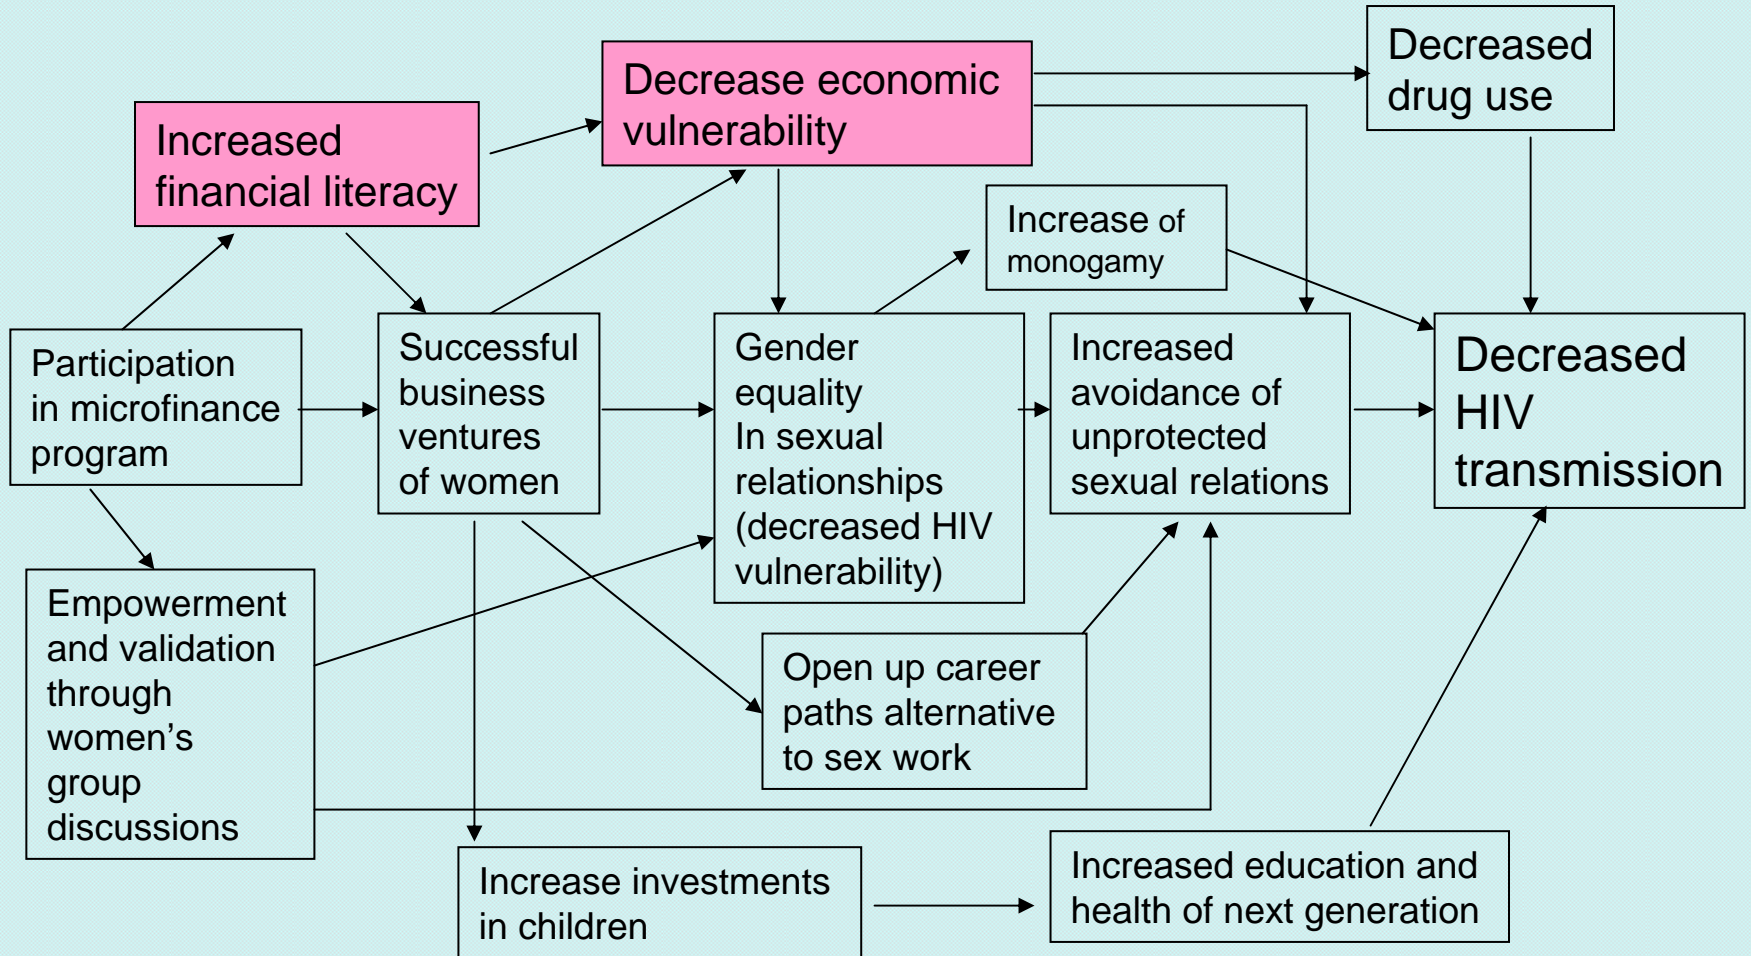 Decreased
drug use
Decrease economic
vulnerability
Increased
financial literacy
Increase of
monogamy
Participation
in microfinance
program
Successful
business
ventures
of women
Gender
equality
In sexual
relationships
(decreased HIV
vulnerability)
Increased
avoidance of
unprotected
sexual relations
Decreased
HIV
transmission
Empowerment
and validation
through
women’s
group
discussions
Open up career
paths alternative
to sex work
Increase investments
in children
Increased education and
health of next generation